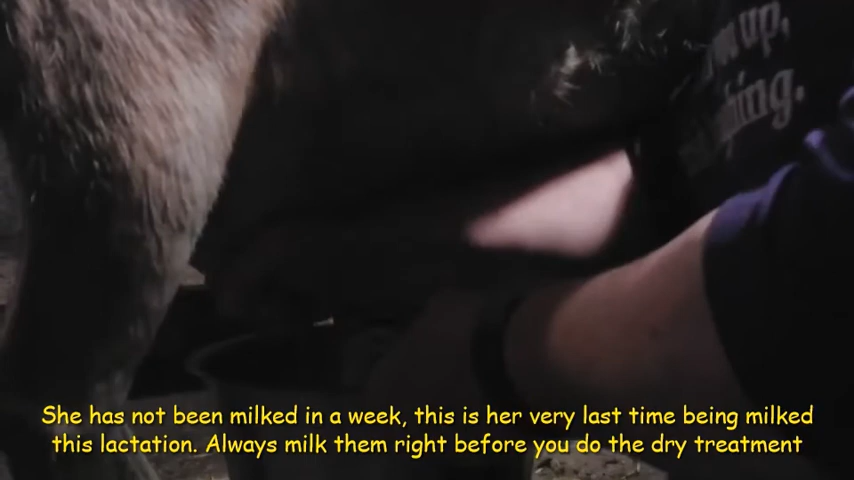 up,
She has not been milked in a week, this is her very last time being milked
this lactation. Always milk them right before you do the dry treatment